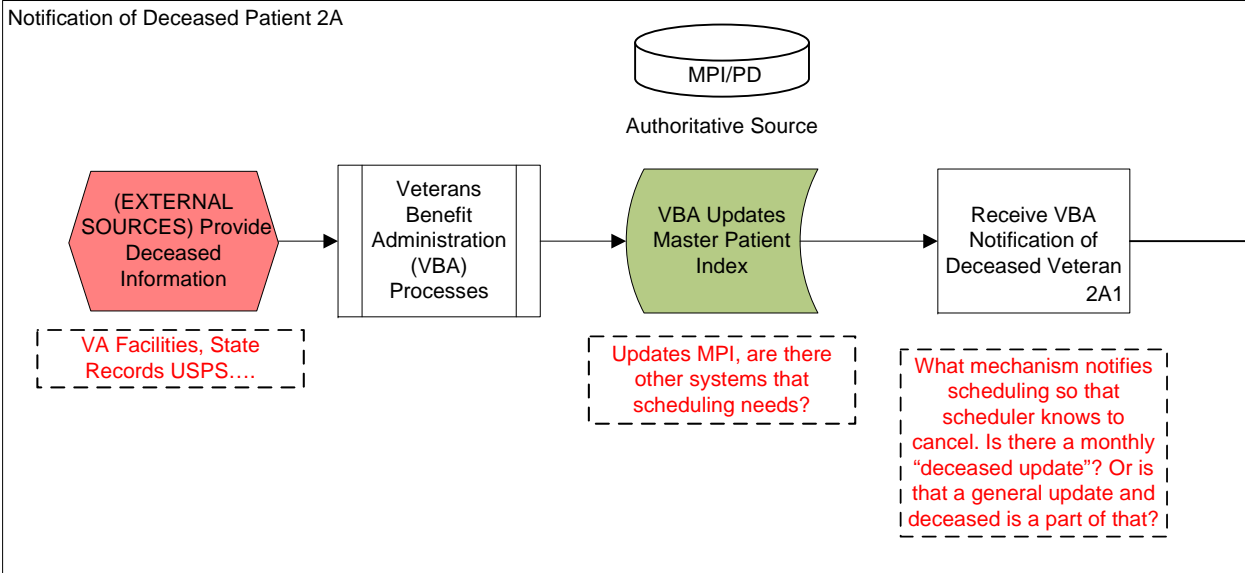 Notification of Deceased Patient 2A
MPI/PD
Authoritative Source
(EXTERNAL
SOURCES) Provide
Deceased
Information
Veterans
Benefit
Administration
(VBA)
Processes
VBA Updates
Master Patient
Index
Receive VBA
Notification of
Deceased Veteran
2A1
VA Facilities, State
Records USPS….
Updates MPI, are there
other systems that
scheduling needs?
What mechanism notifies
scheduling so that
scheduler knows to
cancel. Is there a monthly
“deceased update”? Or is
that a general update and
deceased is a part of that?